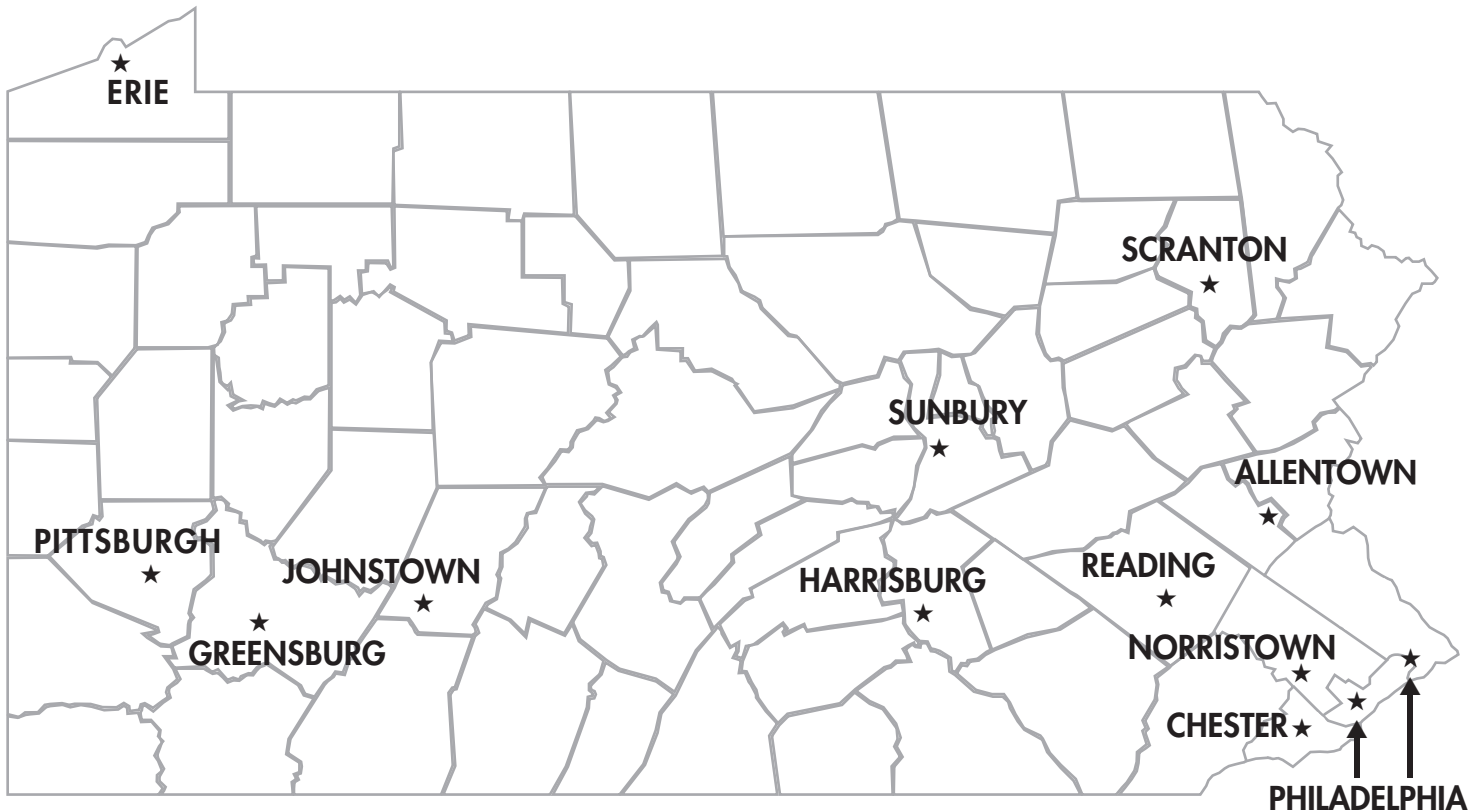 ERIE
SCRANTON
SUNBURY
ALLENTOWN
PITTSBURGH
JOHNSTOWN
HARRISBURG
READING
GREENSBURG
NORRISTOWN
CHESTER
PHILADELPHIA